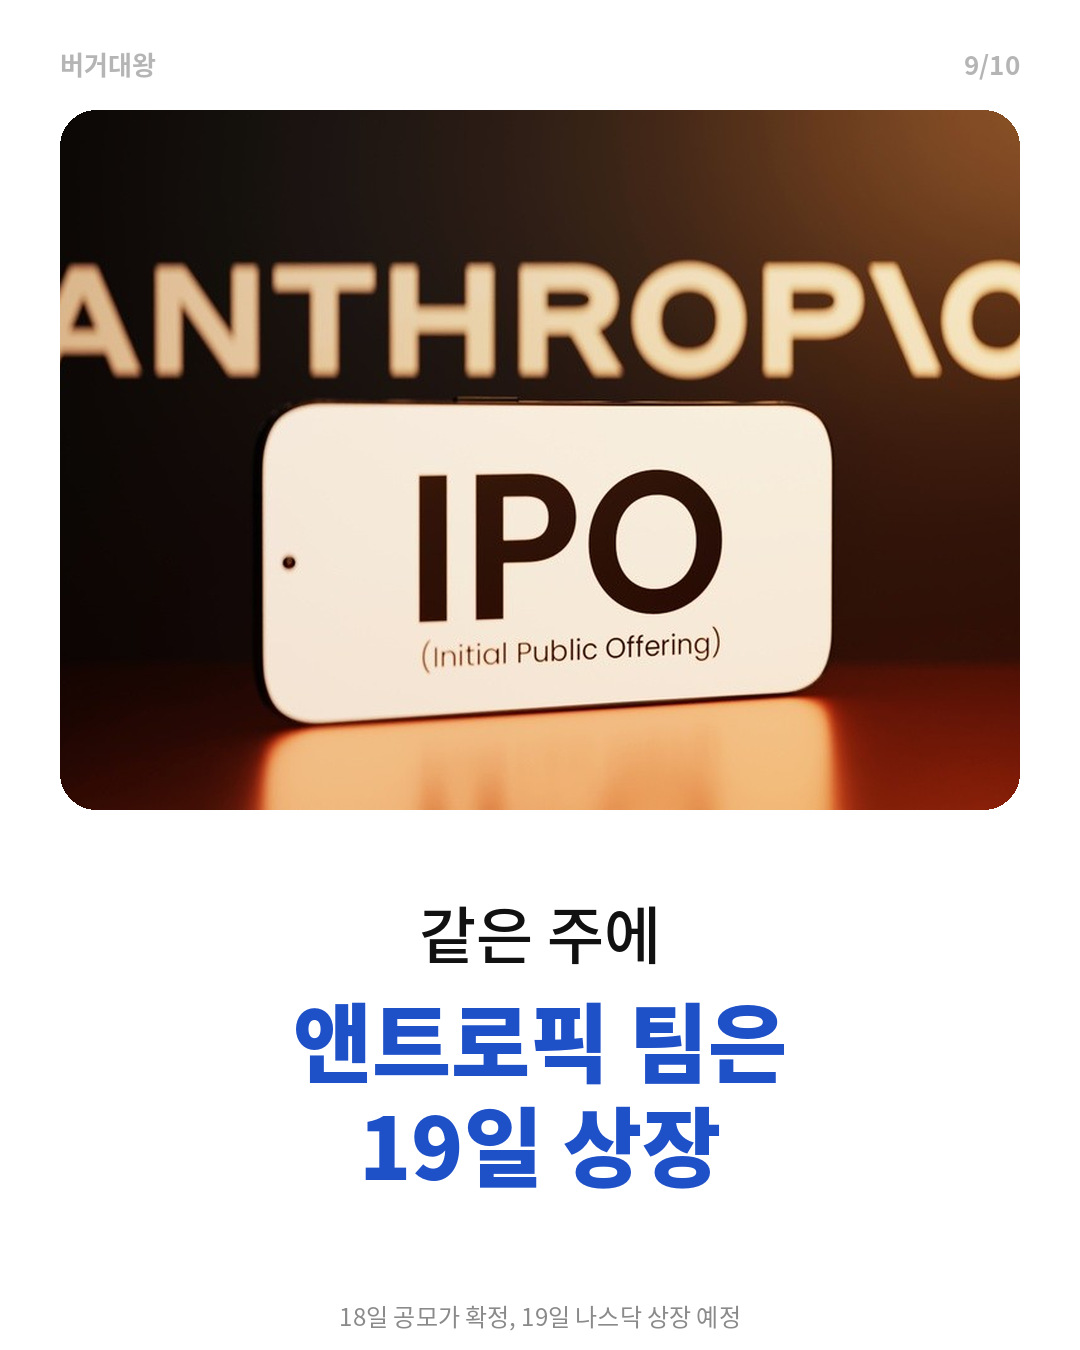 버거대왕
9/10
ANTHROP\C
IPO
(Initial Public Offering)
같은 주에
앤트로픽 팀은
19일 상장
18일 공모가 확정, 19일 나스닥 상장 예정